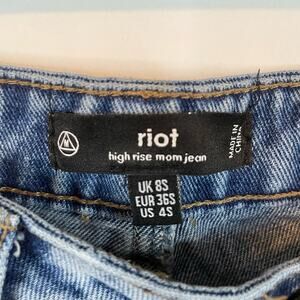 riot
high rise mom jean
MADE IN
CHINA
UK 8S
EUR 36S
US 4S